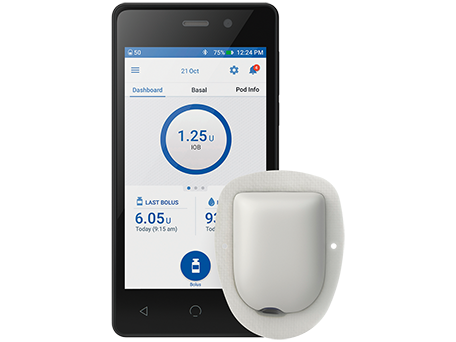 50 75% 12:24 PM
21 Oct
Dashboard Basal Pod Info
1.25 U
IOB
LAST BOLUS
6.05 U
Today (9.15 am)
Bolus